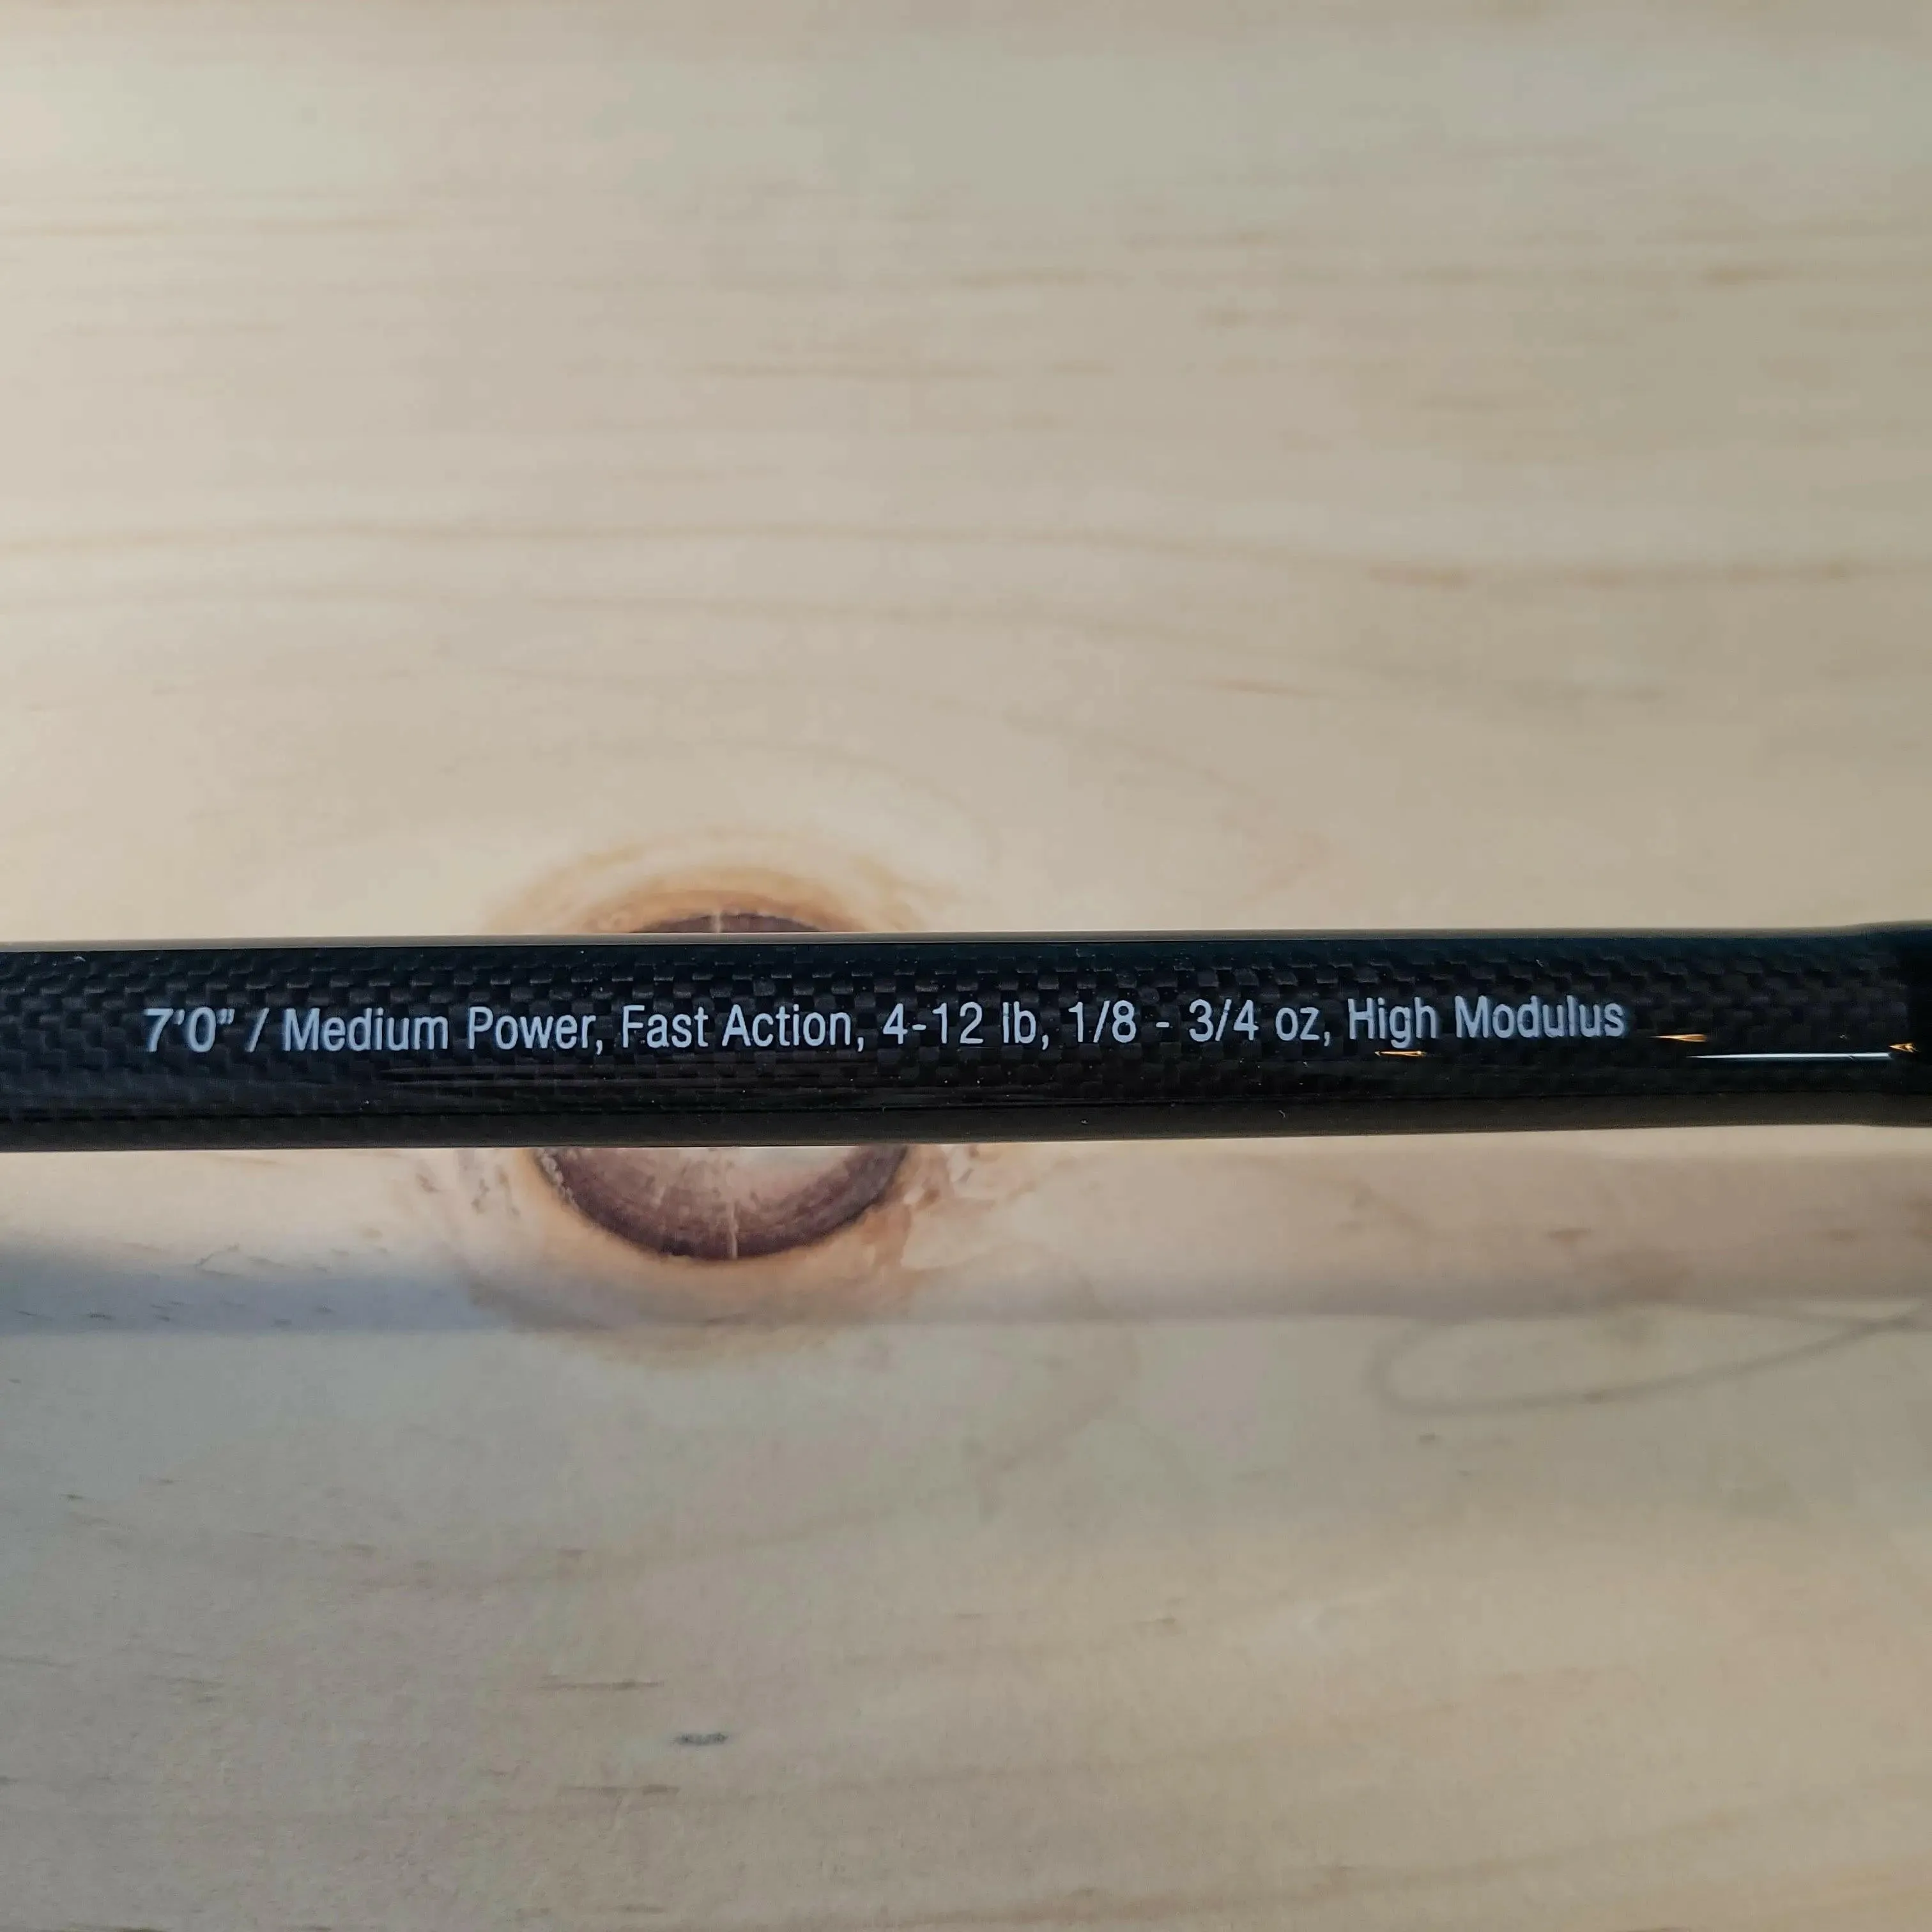 7'0" / Medium Power, Fast Action, 4-12 lb, 1/8 - 3/4 oz, High Modulus